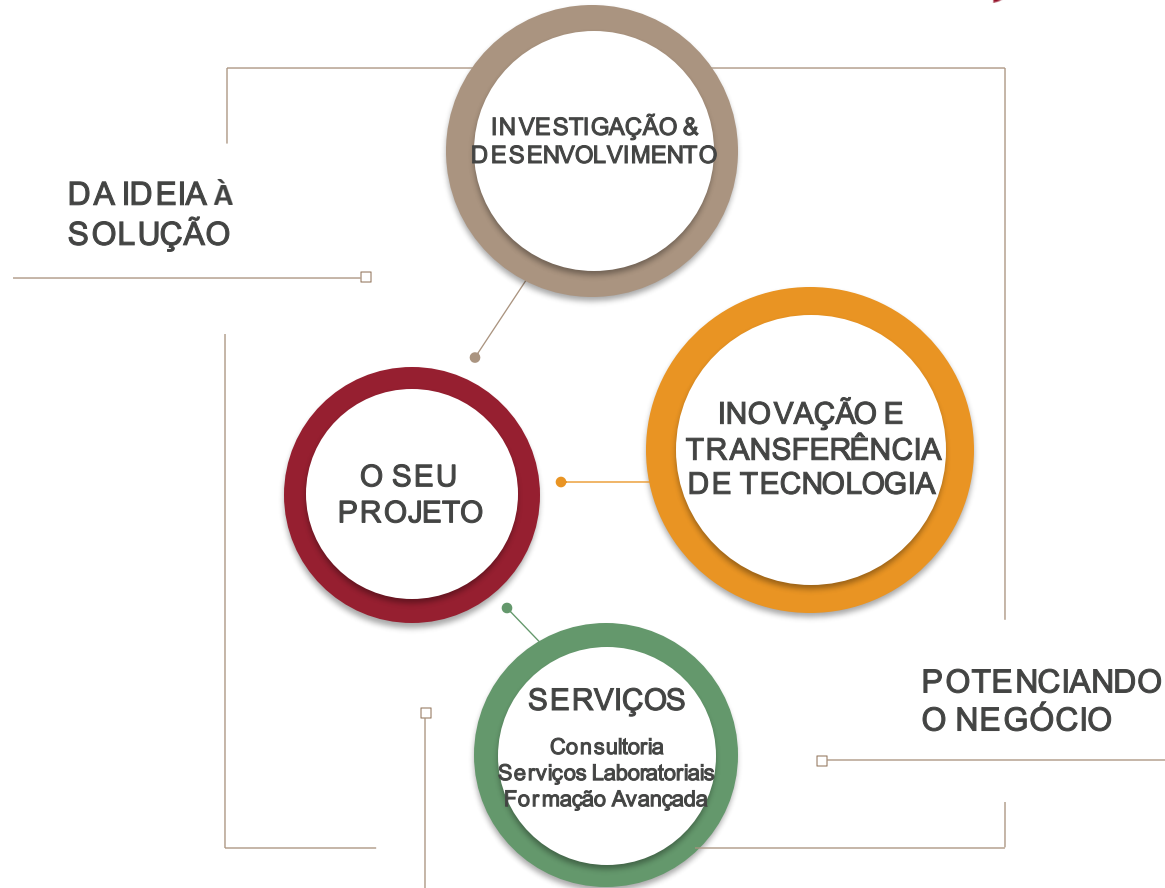 INVESTIGAÇÃO &
DESENVOLVIMENTO
DA IDEIA À
SOLUÇÃO
INOVAÇÃO E
TRANSFERÊNCIA
DE TECNOLOGIA
O SEU
PROJETO
POTENCIANDO
O NEGÓCIO
SERVIÇOS
Consultoria
Serviços Laboratoriais
Formação Avançada